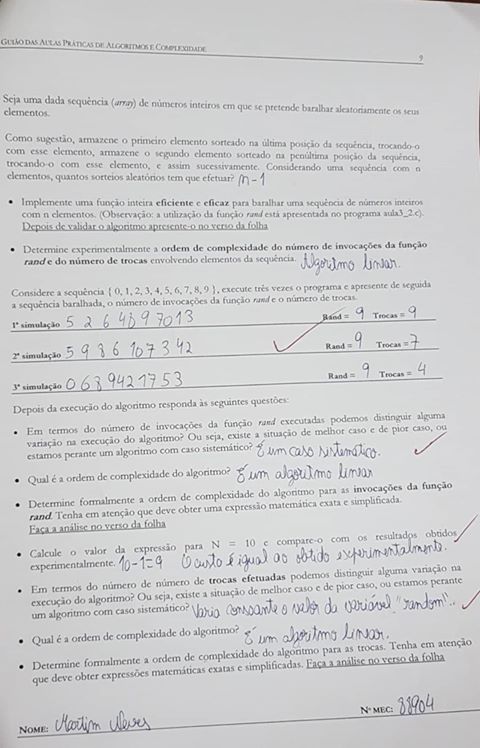 GUIÃO DAS AULAS PRÁTICAS DE ALGORITMOS E COMPLEXIDADE
9
Seja uma dada sequência (array) de números inteiros em que se pretende baralhar aleatoriamente os seus
elementos.
Como sugestão, armazene o primeiro elemento sorteado na última posição da sequência, trocando-o
com esse elemento, armazene o segundo elemento sorteado na penúltima posição da sequência,
trocando-o com esse elemento, e assim sucessivamente. Considerando uma sequência com n
elementos, quantos sorteios aleatórios tem que efetuar? n-1
• Implemente uma função inteira eficiente e eficaz para baralhar uma sequência de números inteiros
com n elementos. (Observação: a utilização da função rand está apresentada no programa aula3_2.c).
Depois de validar o algoritmo apresente-o no verso da folha
• Determine experimentalmente a ordem de complexidade do número de invocações da função
rand e do número de trocas envolvendo elementos da sequência. Algoritmo linear.
Considere a sequência { 0, 1, 2, 3, 4, 5, 6, 7, 8, 9 }, execute três vezes o programa e apresente de seguida
a sequência baralhada, o número de invocações da função rand e o número de trocas.
1ª simulação 5 2 6 4 8 9 7 0 1 3 Rand = 9 Trocas = 9
2ª simulação 5 9 8 6 1 0 7 3 4 2 Rand = 9 Trocas = 7
3ª simulação 0 6 8 9 4 2 1 7 5 3 Rand = 9 Trocas = 4
Depois da execução do algoritmo responda às seguintes questões:
• Em termos do número de invocações da função rand executadas podemos distinguir alguma
variação na execução do algoritmo? Ou seja, existe a situação de melhor caso e de pior caso, ou
estamos perante um algoritmo com caso sistemático? É um caso sistemático.
• Qual é a ordem de complexidade do algoritmo? É um algoritmo linear
• Determine formalmente a ordem de complexidade do algoritmo para as invocações da função
rand. Tenha em atenção que deve obter uma expressão matemática exata e simplificada.
Faça a análise no verso da folha
• Calcule o valor da expressão para N = 10 e compare-o com os resultados obtidos
experimentalmente. 10-1=9 O custo é igual ao obtido experimentalmente.
• Em termos do número de número de trocas efetuadas podemos distinguir alguma variação na
execução do algoritmo? Ou seja, existe a situação de melhor caso e de pior caso, ou estamos perante
um algoritmo com caso sistemático? Varia consoante o valor da variável "random".
• Qual é a ordem de complexidade do algoritmo? É um algoritmo linear.
• Determine formalmente a ordem de complexidade do algoritmo para as trocas. Tenha em atenção
que deve obter expressões matemáticas exatas e simplificadas. Faça a análise no verso da folha
NOME: Martim Neves Nº MEC: 88904